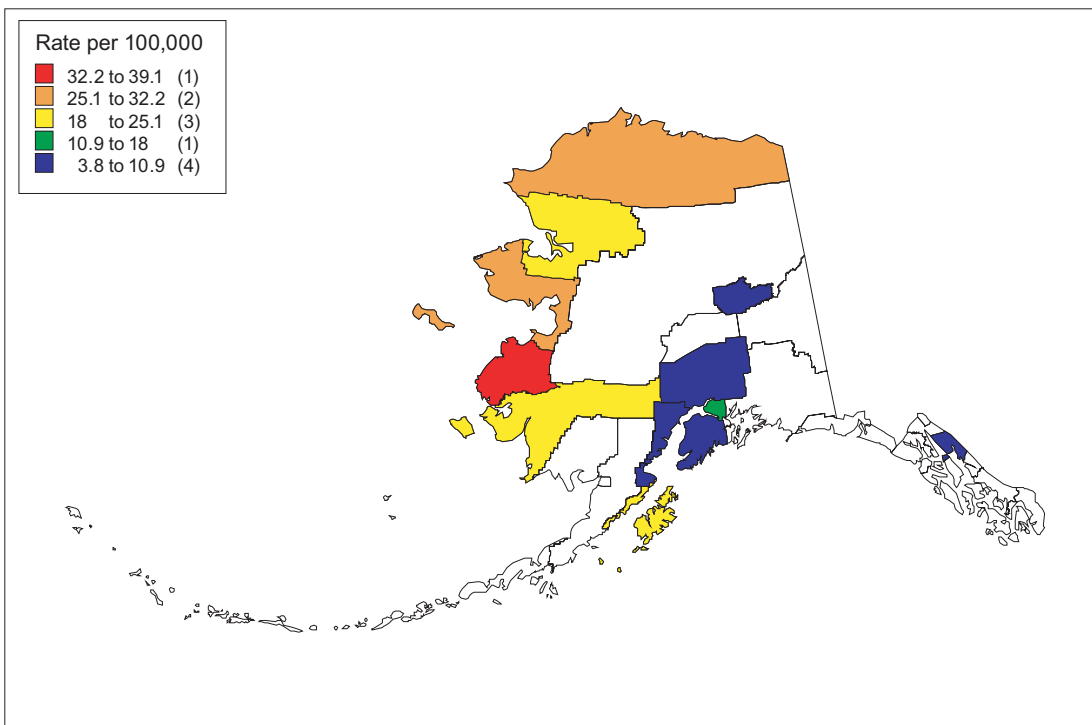 Rate per 100,000
32.2 to 39.1 (1)
25.1 to 32.2 (2)
18 to 25.1 (3)
10.9 to 18 (1)
3.8 to 10.9 (4)